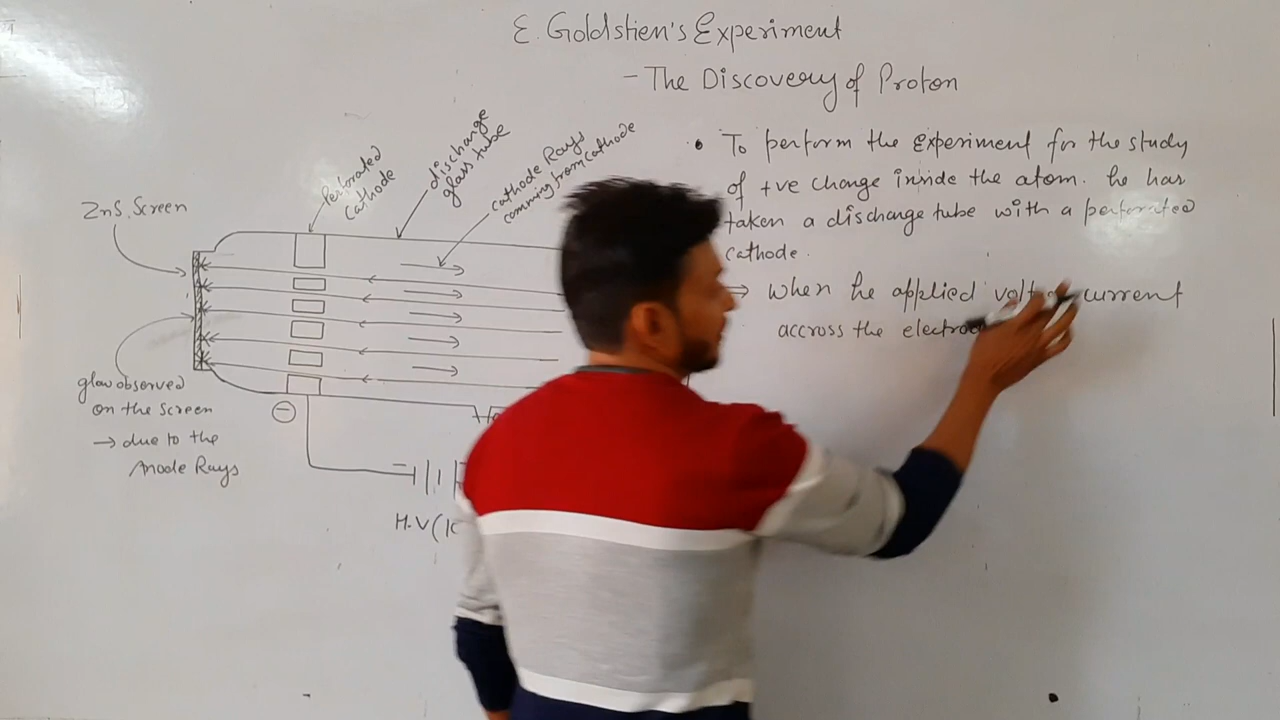 E. Goldstien's Experiment
- The Discovery of Proton
• To perform the experiment for the study
of +ve change inside the atom. he has
taken a discharge tube with a perforated
cathode.
→ when he applied current
accross the
Perforated
cathode
discharge
glass tube
cathode Rays
comming from cathode
ZnS. Screen
glow observed
on the screen
→ due to the
Anode Rays
H.V(